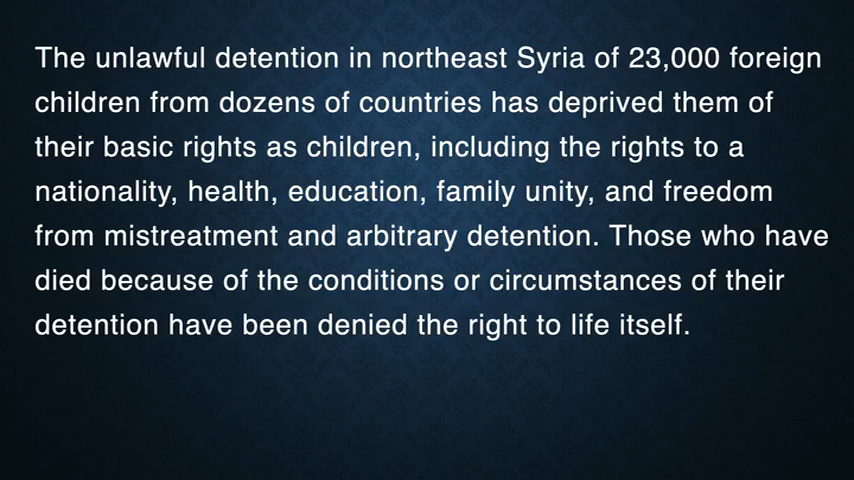 The unlawful detention in northeast Syria of 23,000 foreign
children from dozens of countries has deprived them of
their basic rights as children, including the rights to a
nationality, health, education, family unity, and freedom
from mistreatment and arbitrary detention. Those who have
died because of the conditions or circumstances of their
detention have been denied the right to life itself.